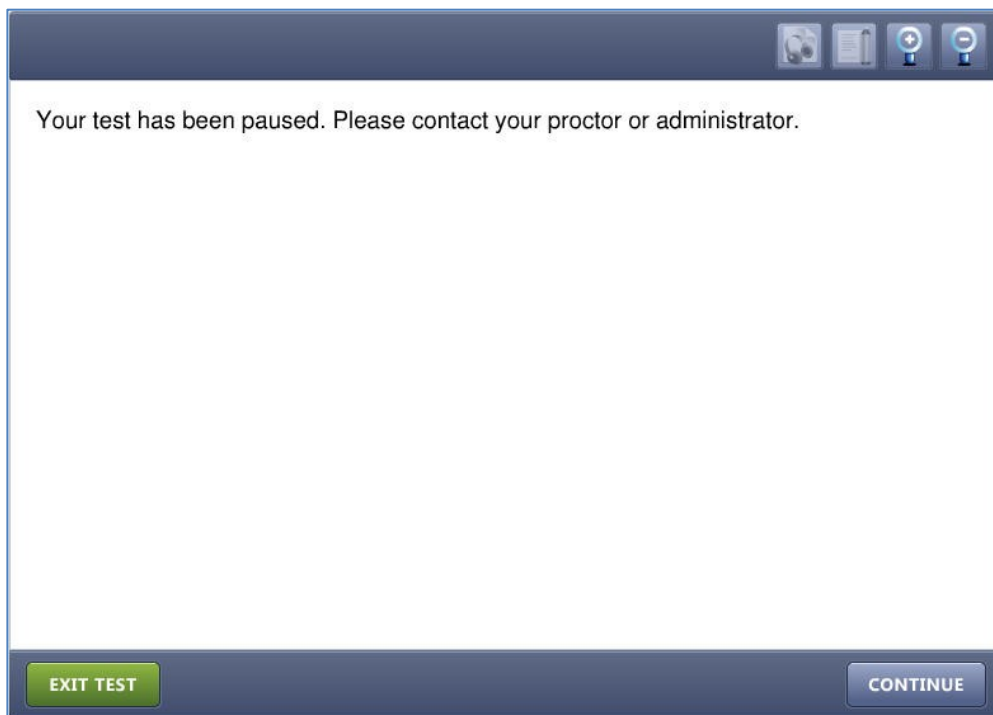 Your test has been paused. Please contact your proctor or administrator.
EXIT TEST
CONTINUE